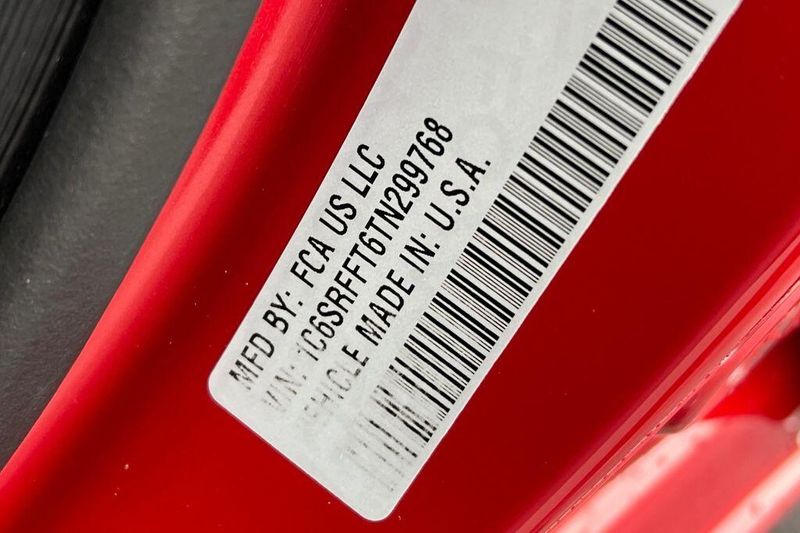 MFD BY: FCA US LLC
VIN: 1C6SRFFT6TN299768
VEHICLE MADE IN: U.S.A.